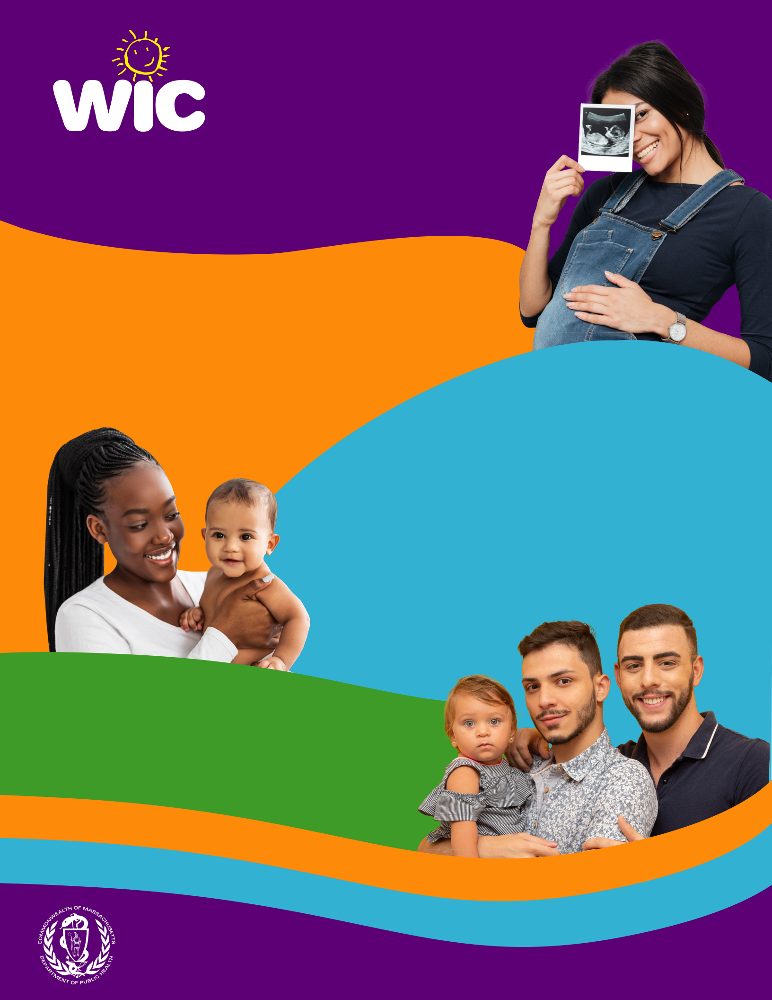 WIC
COMMONWEALTH OF MASSACHUSETTS
DEPARTMENT OF PUBLIC HEALTH